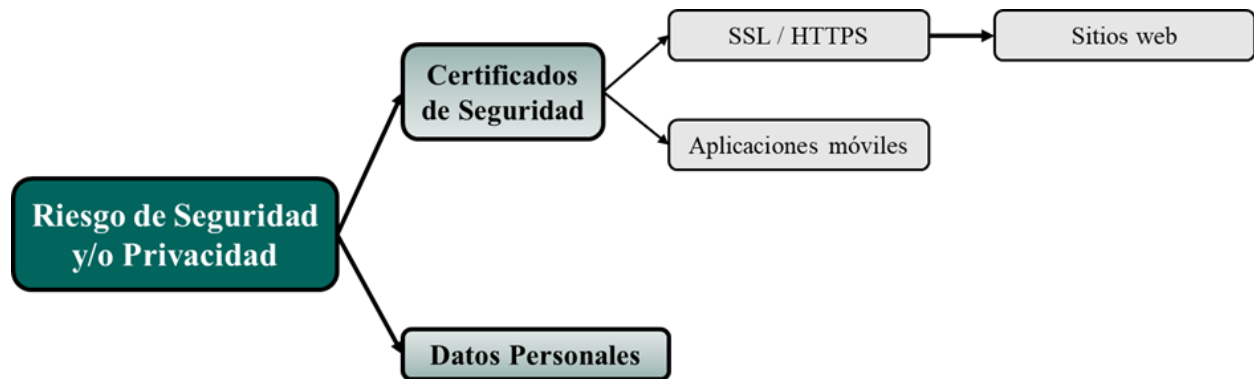 SSL / HTTPS
Sitios web
Certificados
de Seguridad
Aplicaciones móviles
Riesgo de Seguridad
y/o Privacidad
Datos Personales